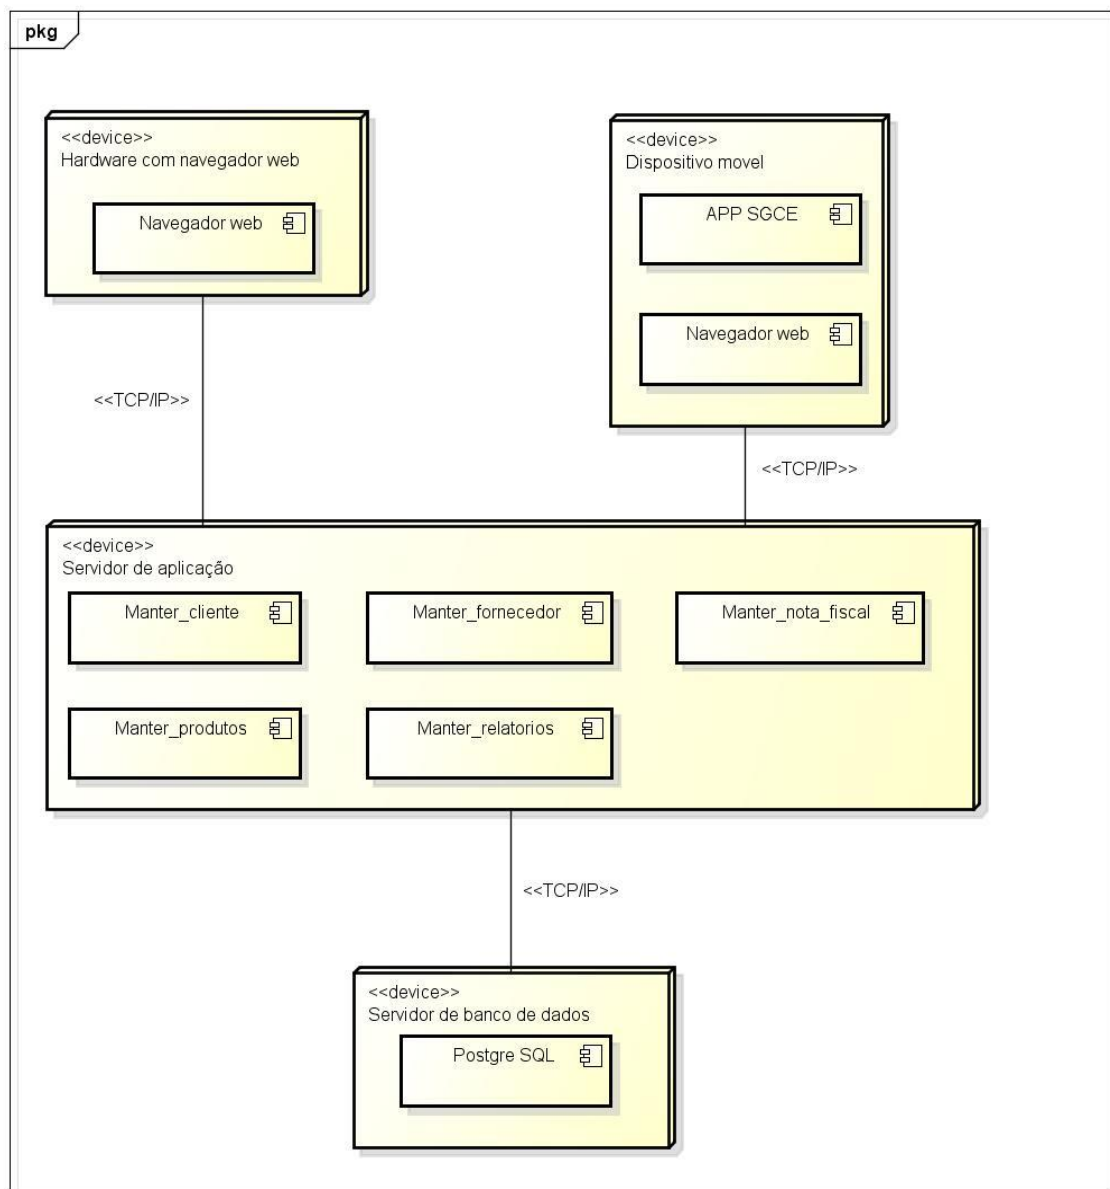 pkg
<<device>>
Hardware com navegador web
Navegador web
<<device>>
Dispositivo movel
APP SGCE
Navegador web
<<TCP/IP>>
<<TCP/IP>>
<<device>>
Servidor de aplicação
Manter_cliente
Manter_fornecedor
Manter_nota_fiscal
Manter_produtos
Manter_relatorios
<<TCP/IP>>
<<device>>
Servidor de banco de dados
Postgre SQL